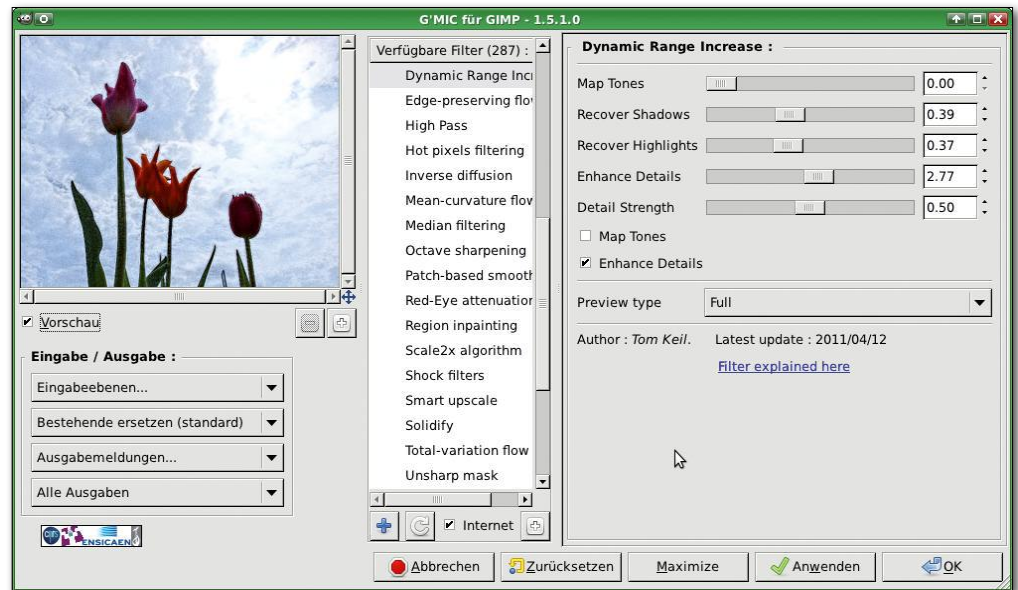 G'MIC für GIMP - 1.5.1.0
Vorschau
Eingabe / Ausgabe :
Eingabeebenen...
Bestehende ersetzen (standard)
Ausgabemeldungen...
Alle Ausgaben
ENSICAEN
Verfügbare Filter (287) :
Dynamic Range Incr
Edge-preserving flov
High Pass
Hot pixels filtering
Inverse diffusion
Mean-curvature flow
Median filtering
Octave sharpening
Patch-based smooth
Red-Eye attenuation
Region inpainting
Scale2x algorithm
Shock filters
Smart upscale
Solidify
Total-variation flow
Unsharp mask
Internet
Dynamic Range Increase :
Map Tones 0.00
Recover Shadows 0.39
Recover Highlights 0.37
Enhance Details 2.77
Detail Strength 0.50
Map Tones
Enhance Details
Preview type Full
Author : Tom Keil. Latest update : 2011/04/12
Filter explained here
Abbrechen Zurücksetzen Maximize Anwenden OK